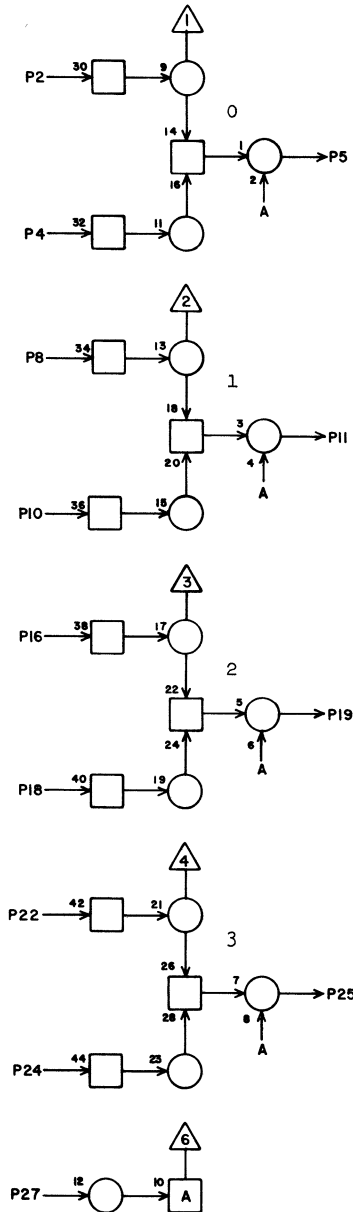 1
P2 30 9
0
14 1 P5
16 2
P4 32 11 A
2
P8 34 13
1
18 3 P11
20 4
P10 36 15 A
3
P16 38 17
2
22 5 P19
24 6
P18 40 19 A
4
P22 42 21
3
26 7 P25
28 8
P24 44 23 A
6
P27 12 10 A